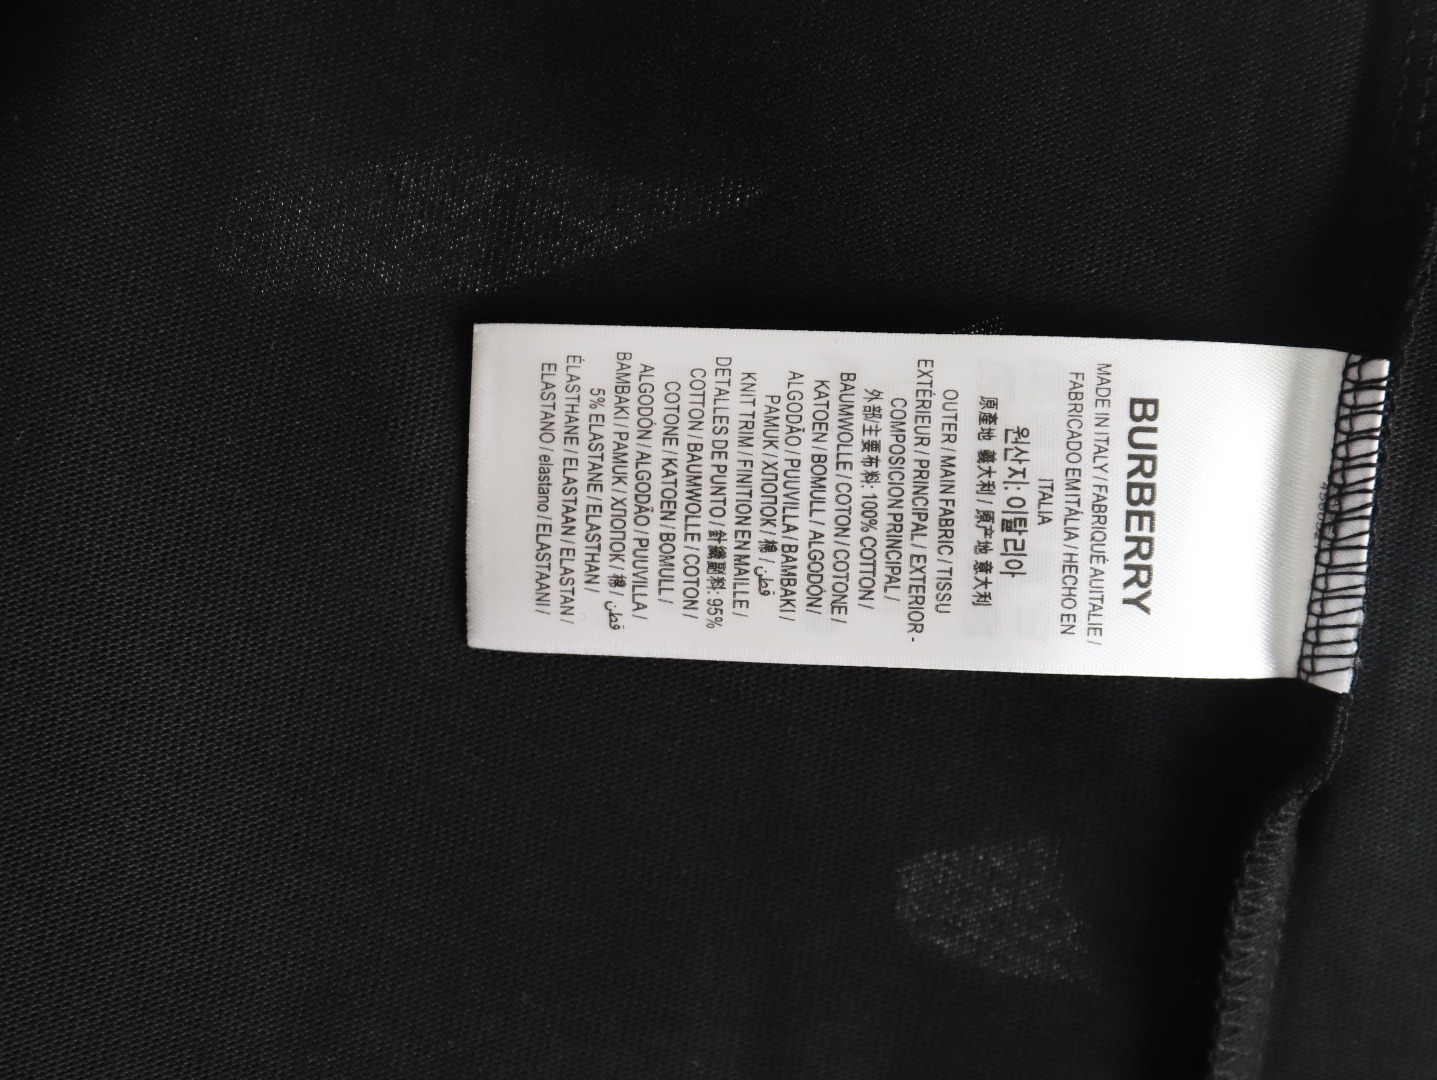 BURBERRY
MADE IN ITALY / FABRIQUÉ AU ITALIE /
FABRICADO EM ITÁLIA / HECHO EN
ITALIA
원산지: 이탈리아
原產地 義大利 / 原产地 意大利
OUTER / MAIN FABRIC / TISSU
EXTÉRIEUR / PRINCIPAL / EXTERIOR-
COMPOSICION PRINCIPAL /
外部/主要布料: 100% COTTON /
BAUMWOLLE / COTON / COTONE /
KATOEN / BOMULL / ALGODÓN/
ALGODÃO / PUUVILLA / BAMBAKI /
PAMUK / ХЛОПОК / 棉 / قطن /
KNIT TRIM / FINITION EN MAILLE /
DETALLES DE PUNTO / 針織副料: 95%
COTTON / BAUMWOLLE / COTON /
COTONE / KATOEN / BOMULL /
ALGODÓN / ALGODÃO / PUUVILLA /
BAMBAKI / PAMUK / ХЛОПОК / 棉 / قطن /
5% ELASTANE / ELASTHAN /
ÉLASTHANE / ELASTAAN / ELASTAN /
ELASTANO / elastano / ELASTAANI /